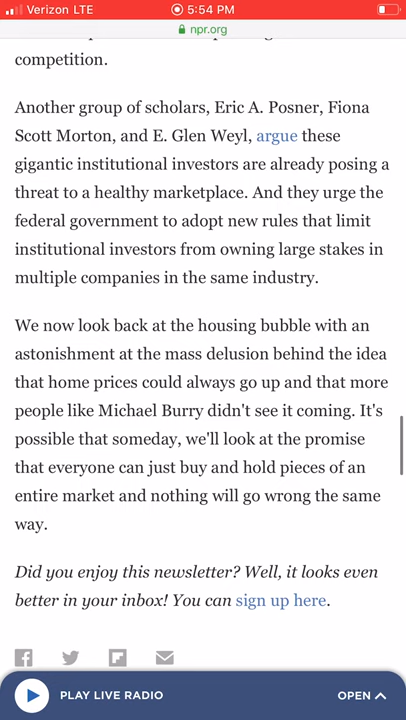 Verizon LTE 5:54 PM
npr.org
competition.
Another group of scholars, Eric A. Posner, Fiona
Scott Morton, and E. Glen Weyl, argue these
gigantic institutional investors are already posing a
threat to a healthy marketplace. And they urge the
federal government to adopt new rules that limit
institutional investors from owning large stakes in
multiple companies in the same industry.
We now look back at the housing bubble with an
astonishment at the mass delusion behind the idea
that home prices could always go up and that more
people like Michael Burry didn't see it coming. It's
possible that someday, we'll look at the promise
that everyone can just buy and hold pieces of an
entire market and nothing will go wrong the same
way.
Did you enjoy this newsletter? Well, it looks even
better in your inbox! You can sign up here.
PLAY LIVE RADIO
OPEN